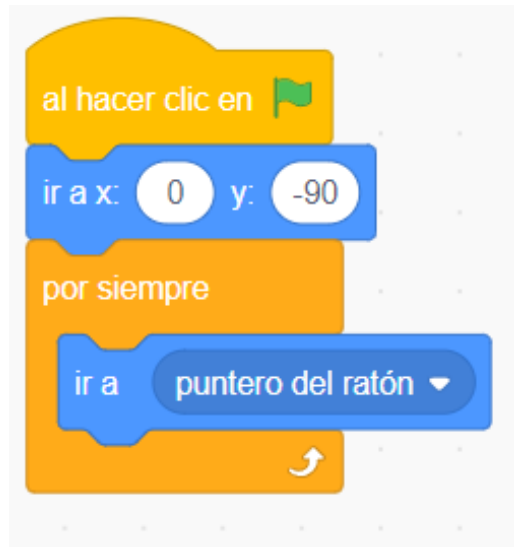 al hacer clic en
ir a x: 0 y: -90
por siempre
ir a puntero del ratón